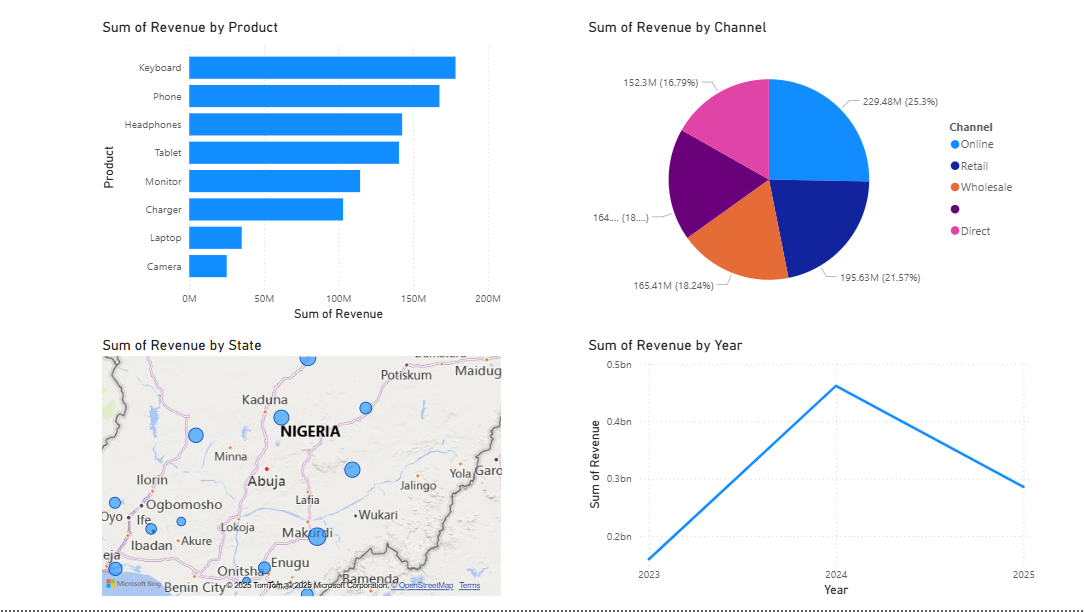 Sum of Revenue by Product
Product
Keyboard
Phone
Headphones
Tablet
Monitor
Charger
Laptop
Camera
0M 50M 100M 150M 200M
Sum of Revenue
Sum of Revenue by Channel
152.3M (16.79%)
229.48M (25.3%)
164.... (18....)
165.41M (18.24%)
195.63M (21.57%)
Channel
Online
Retail
Wholesale
Direct
Sum of Revenue by State
Potiskum
Maidug
Kaduna
NIGERIA
Minna
Abuja
Ilorin
Jalingo
Yola
Garo
Lafia
Ogbomosho
Oyo
Ife
Wukari
Lokoja
Makurdi
Ibadan
Akure
eja
Enugu
Onitsha
Bamenda
Benin City
Microsoft Bing
© 2025 TomTom, © 2025 Microsoft Corporation, © OpenStreetMap Terms
Sum of Revenue by Year
Sum of Revenue
0.5bn
0.4bn
0.3bn
0.2bn
2023 2024 2025
Year